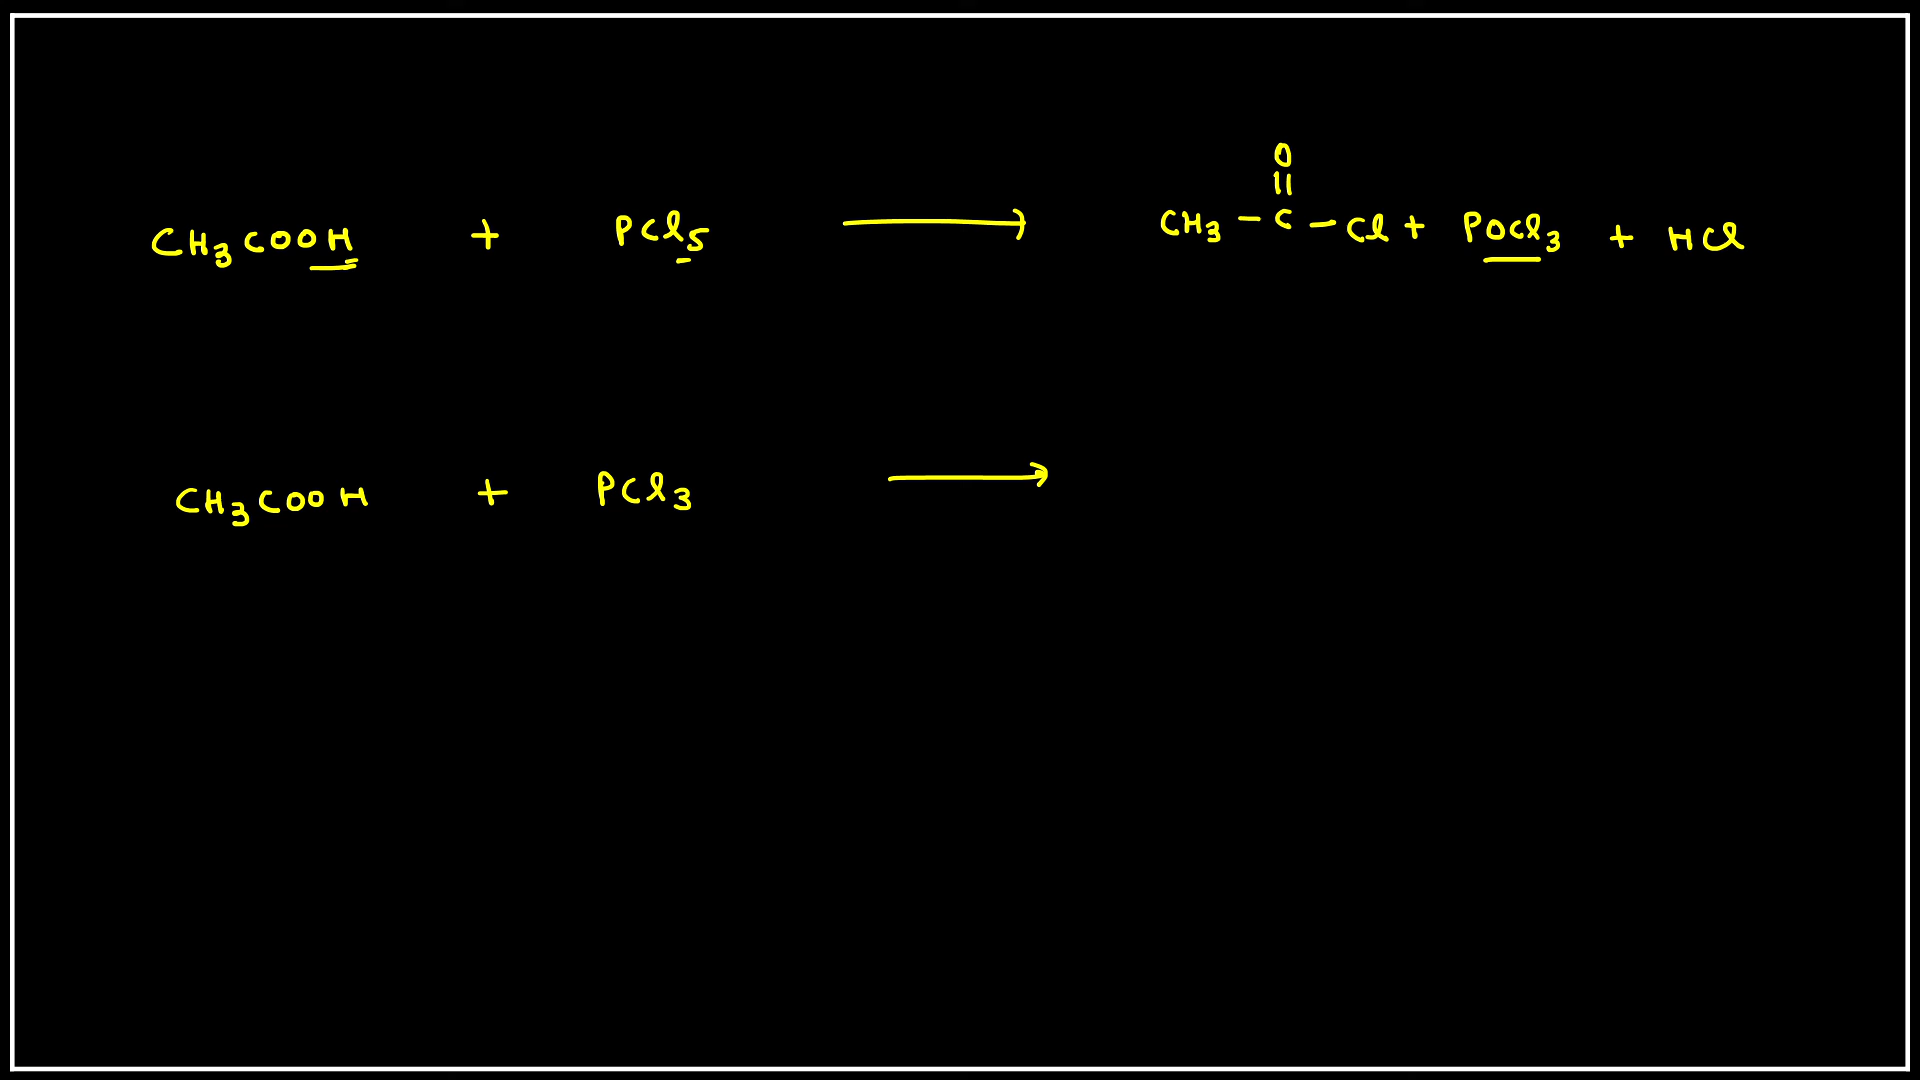 CH₃COOH + PCl₅ ⟶ CH₃ – C(=O) – Cl + POCl₃ + HCl
CH₃COOH + PCl₃ ⟶